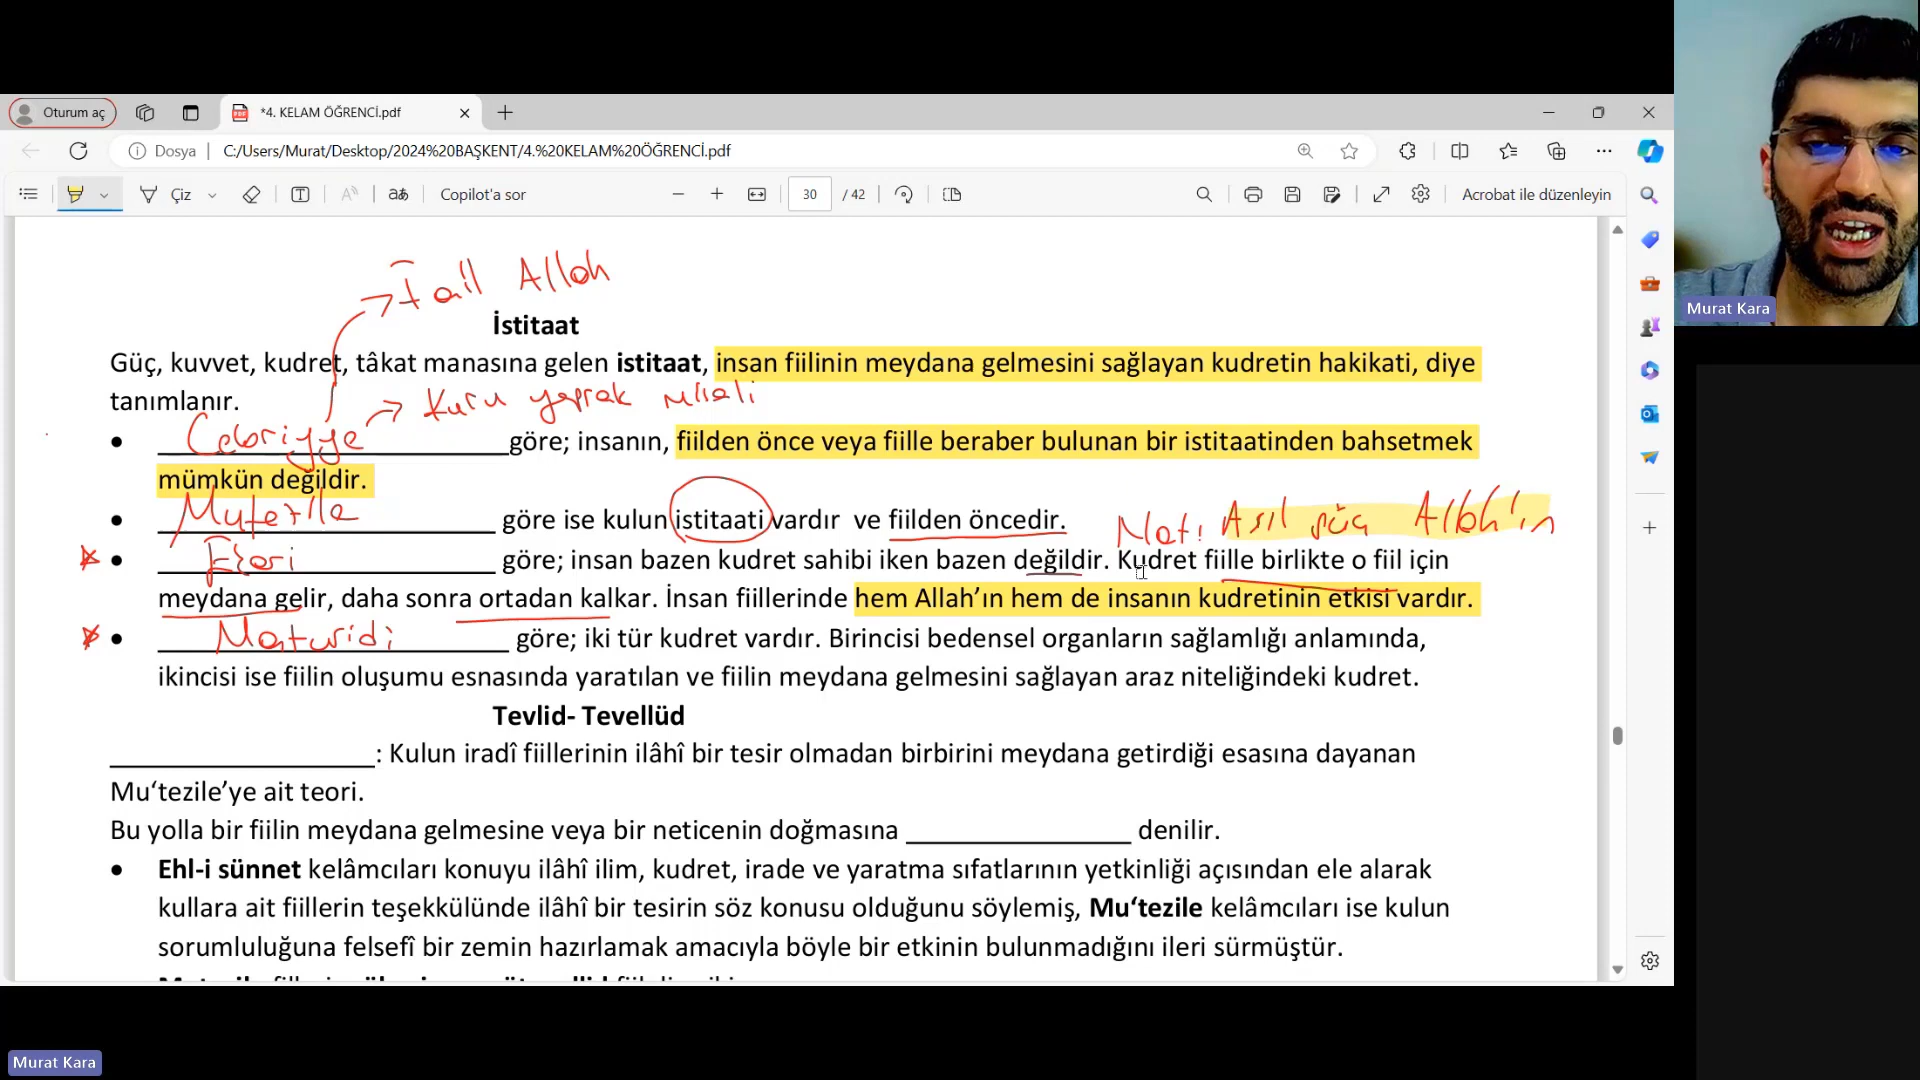 Oturum aç
*4. KELAM ÖĞRENCİ.pdf
Dosya
C:/Users/Murat/Desktop/2024%20BAŞKENT/4.%20KELAM%20ÖĞRENCİ.pdf
Çiz
aあ
Copilot'a sor
30 / 42
Acrobat ile düzenleyin
Murat Kara
Fail Allah
İstitaat
Güç, kuvvet, kudret, tâkat manasına gelen istitaat, insan fiilinin meydana gelmesini sağlayan kudretin hakikati, diye
tanımlanır.
Kuru yaprak misali
Cebriyye göre; insanın, fiilden önce veya fiille beraber bulunan bir istitaatinden bahsetmek
mümkün değildir.
Mutezile göre ise kulun istitaati vardır ve fiilden öncedir.
Not: Asıl güç Allah'ın
Eşari göre; insan bazen kudret sahibi iken bazen değildir. Kudret fiille birlikte o fiil için
meydana gelir, daha sonra ortadan kalkar. İnsan fiillerinde hem Allah'ın hem de insanın kudretinin etkisi vardır.
Maturidi göre; iki tür kudret vardır. Birincisi bedensel organların sağlamlığı anlamında,
ikincisi ise fiilin oluşumu esnasında yaratılan ve fiilin meydana gelmesini sağlayan araz niteliğindeki kudret.
Tevlid- Tevellüd
: Kulun iradî fiillerinin ilâhî bir tesir olmadan birbirini meydana getirdiği esasına dayanan
Mu‘tezile’ye ait teori.
Bu yolla bir fiilin meydana gelmesine veya bir neticenin doğmasına denilir.
Ehl-i sünnet kelâmcıları konuyu ilâhî ilim, kudret, irade ve yaratma sıfatlarının yetkinliği açısından ele alarak
kullara ait fiillerin teşekkülünde ilâhî bir tesirin söz konusu olduğunu söylemiş, Mu‘tezile kelâmcıları ise kulun
sorumluluğuna felsefî bir zemin hazırlamak amacıyla böyle bir etkinin bulunmadığını ileri sürmüştür.
Murat Kara